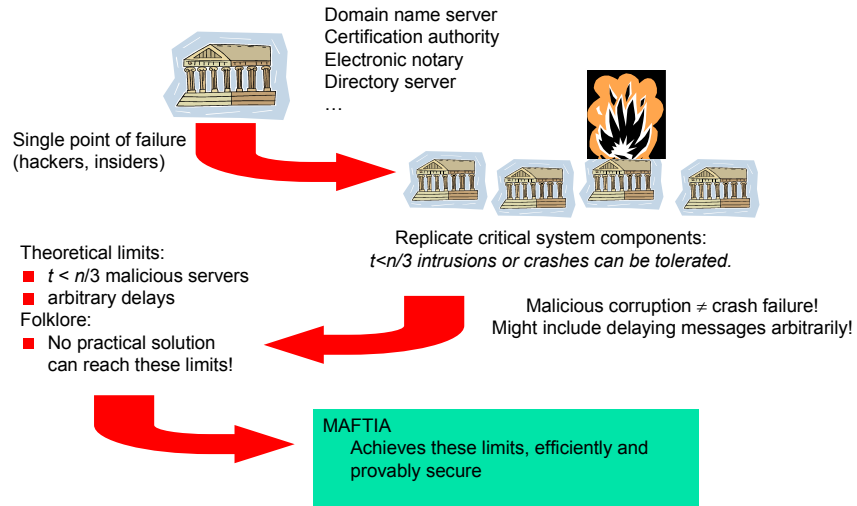 Domain name server
Certification authority
Electronic notary
Directory server
…
Single point of failure
(hackers, insiders)
Replicate critical system components:
t<n/3 intrusions or crashes can be tolerated.
Theoretical limits:
t < n/3 malicious servers
arbitrary delays
Folklore:
No practical solution
can reach these limits!
Malicious corruption ≠ crash failure!
Might include delaying messages arbitrarily!
MAFTIA
Achieves these limits, efficiently and
provably secure